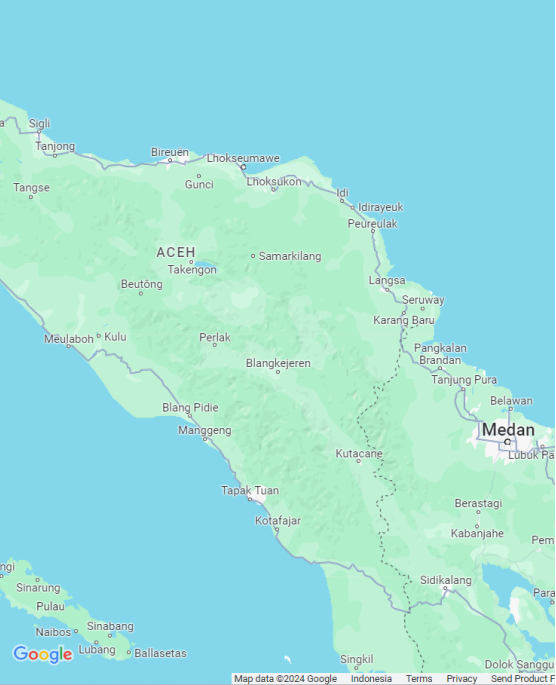 a
Sigli
Tanjong
Bireuën
Lhokseumawe
Lhoksukon
Gunci
Tangse
Idi
Idirayeuk
Peureulak
ACEH
Takengon
Samarkilang
Beutông
Langsa
Seruway
Karang Baru
Meulaboh
Kulu
Perlak
Pangkalan
Brandan
Blangkejeren
Tanjung Pura
Belawan
Blang Pidie
Manggeng
Medan
Lubuk Pa
Kutacane
Tapak Tuan
Berastagi
Kotafajar
Kabanjahe
Pem
ngi
Sinarung
Sidikalang
Para
Pulau
Sinabang
Naibos
Lubang
Ballasetas
Singkil
Dolok Sanggu
Google
Map data ©2024 Google Indonesia Terms Privacy Send Product F